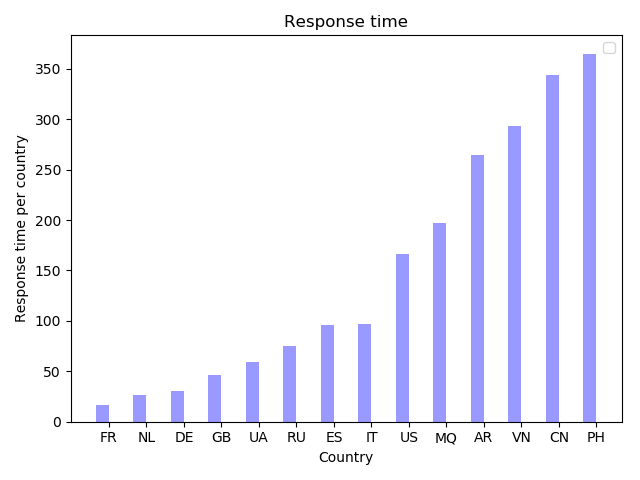 Response time
350
300
250
200
150
100
50
0
Response time per country
FR NL DE GB UA RU ES IT US MQ AR VN CN PH
Country